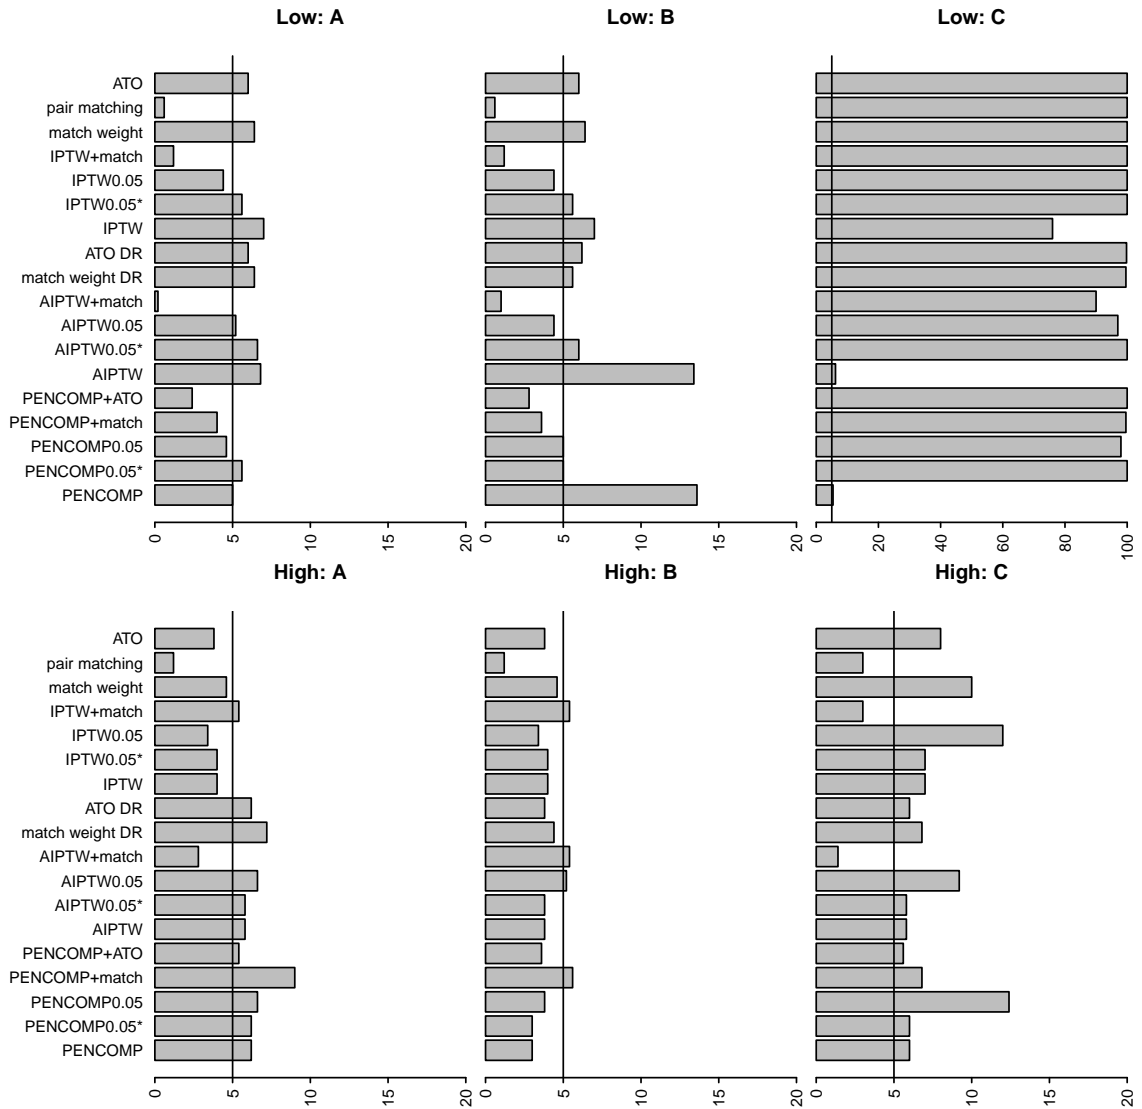 Low: A Low: B Low: C
ATO
pair matching
match weight
IPTW+match
IPTW0.05
IPTW0.05*
IPTW
ATO DR
match weight DR
AIPTW+match
AIPTW0.05
AIPTW0.05*
AIPTW
PENCOMP+ATO
PENCOMP+match
PENCOMP0.05
PENCOMP0.05*
PENCOMP
0 5 10 15 20 0 5 10 15 20 0 20 40 60 80 100
High: A High: B High: C
ATO
pair matching
match weight
IPTW+match
IPTW0.05
IPTW0.05*
IPTW
ATO DR
match weight DR
AIPTW+match
AIPTW0.05
AIPTW0.05*
AIPTW
PENCOMP+ATO
PENCOMP+match
PENCOMP0.05
PENCOMP0.05*
PENCOMP
0 5 10 15 20 0 5 10 15 20 0 5 10 15 20